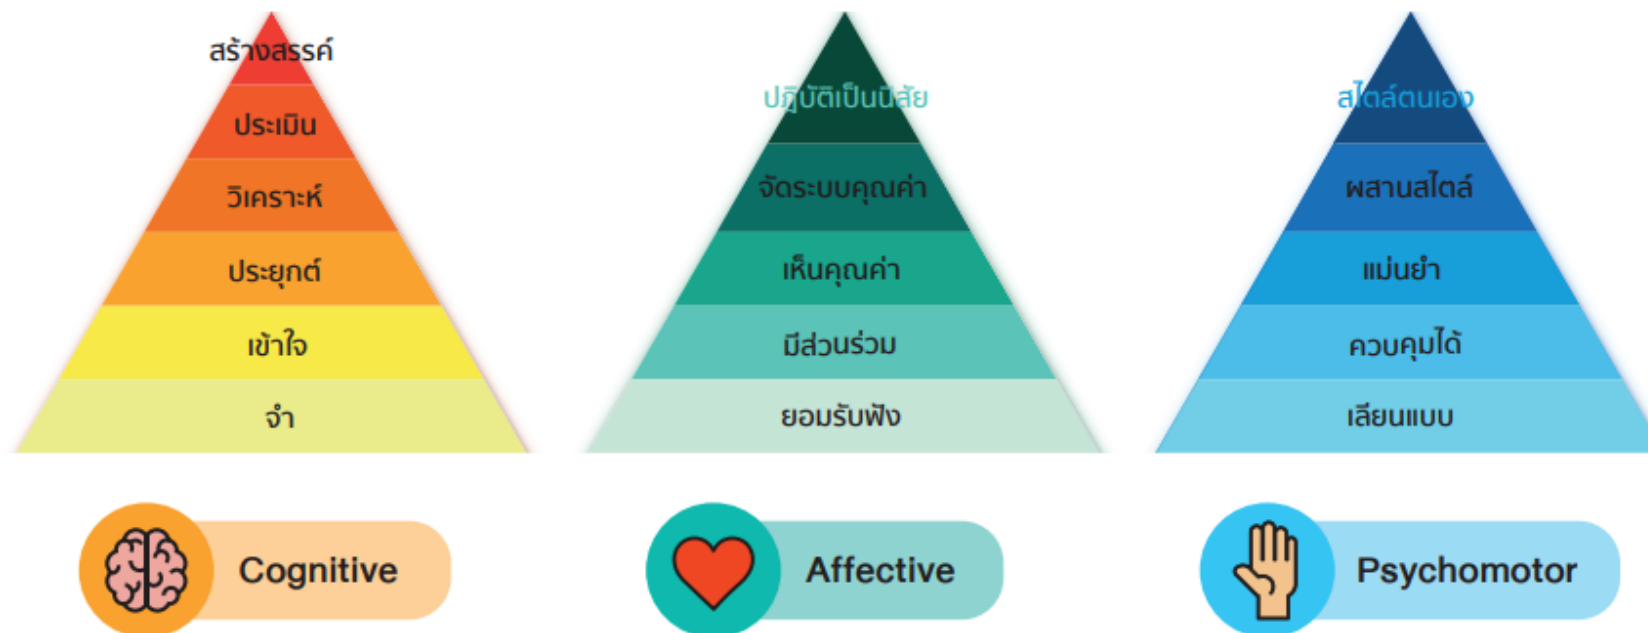 สร้างสรรค์
ประเมิน
วิเคราะห์
ประยุกต์
เข้าใจ
จำ
Cognitive
ปฎิบัติเป็นนิสัย
จัดระบบคุณค่า
เห็นคุณค่า
มีส่วนร่วม
ยอมรับฟัง
Affective
สไตล์ตนเอง
ผสานสไตล์
แม่นยำ
ควบคุมได้
เลียนแบบ
Psychomotor